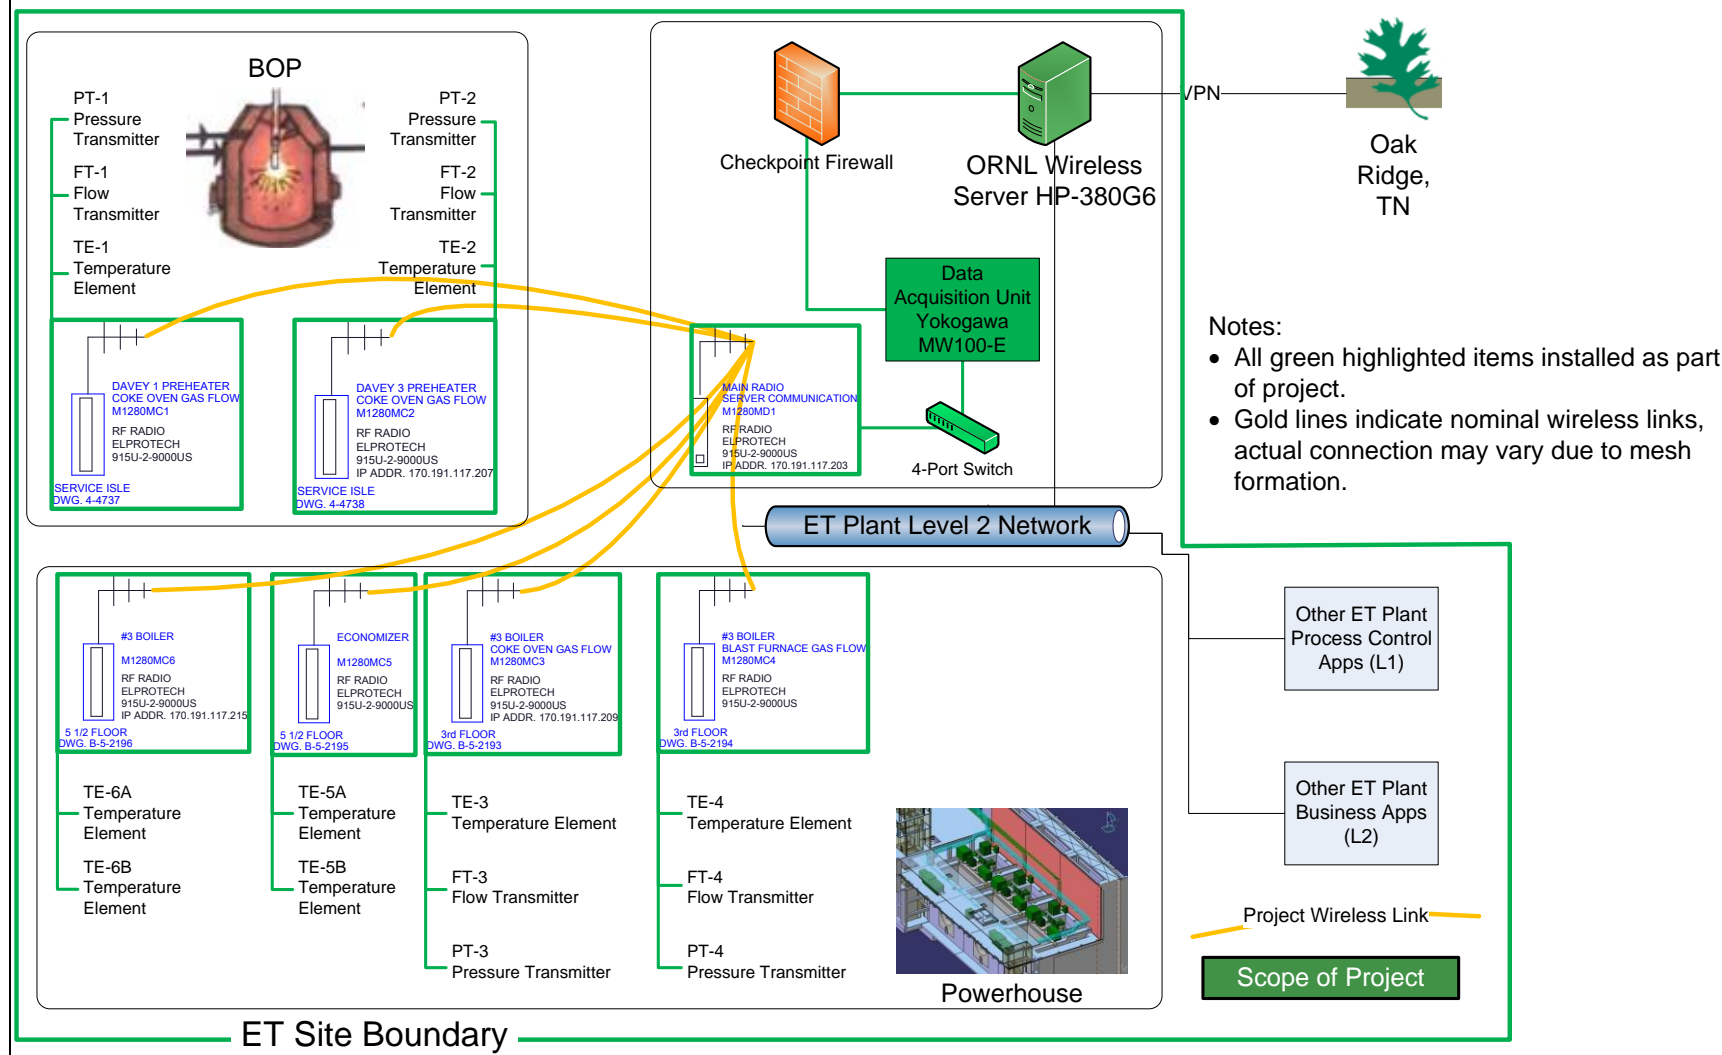 BOP
PT-1
Pressure
Transmitter
FT-1
Flow
Transmitter
TE-1
Temperature
Element
PT-2
Pressure
Transmitter
FT-2
Flow
Transmitter
TE-2
Temperature
Element
DAVEY 1 PREHEATER
COKE OVEN GAS FLOW
M1280MC1
RF RADIO
ELPROTECH
915U-2-9000US
SERVICE ISLE
DWG. 4-4737
DAVEY 3 PREHEATER
COKE OVEN GAS FLOW
M1280MC2
RF RADIO
ELPROTECH
915U-2-9000US
IP ADDR. 170.191.117.207
SERVICE ISLE
DWG. 4-4738
Checkpoint Firewall
ORNL Wireless
Server HP-380G6
VPN
Oak
Ridge,
TN
Data
Acquisition Unit
Yokogawa
MW100-E
MAIN RADIO
SERVER COMMUNICATION
M1280MD1
RF RADIO
ELPROTECH
915U-2-9000US
IP ADDR. 170.191.117.203
4-Port Switch
ET Plant Level 2 Network
Notes:
• All green highlighted items installed as part
of project.
• Gold lines indicate nominal wireless links,
actual connection may vary due to mesh
formation.
#3 BOILER
M1280MC6
RF RADIO
ELPROTECH
915U-2-9000US
IP ADDR. 170.191.117.215
5 1/2 FLOOR
DWG. B-5-2196
ECONOMIZER
M1280MC5
RF RADIO
ELPROTECH
915U-2-9000US
5 1/2 FLOOR
DWG. B-5-2195
#3 BOILER
COKE OVEN GAS FLOW
M1280MC3
RF RADIO
ELPROTECH
915U-2-9000US
IP ADDR. 170.191.117.209
3rd FLOOR
DWG. B-5-2193
#3 BOILER
BLAST FURNACE GAS FLOW
M1280MC4
RF RADIO
ELPROTECH
915U-2-9000US
3rd FLOOR
DWG. B-5-2194
TE-6A
Temperature
Element
TE-6B
Temperature
Element
TE-5A
Temperature
Element
TE-5B
Temperature
Element
TE-3
Temperature Element
FT-3
Flow Transmitter
PT-3
Pressure Transmitter
TE-4
Temperature Element
FT-4
Flow Transmitter
PT-4
Pressure Transmitter
Powerhouse
Other ET Plant
Process Control
Apps (L1)
Other ET Plant
Business Apps
(L2)
Project Wireless Link
Scope of Project
ET Site Boundary